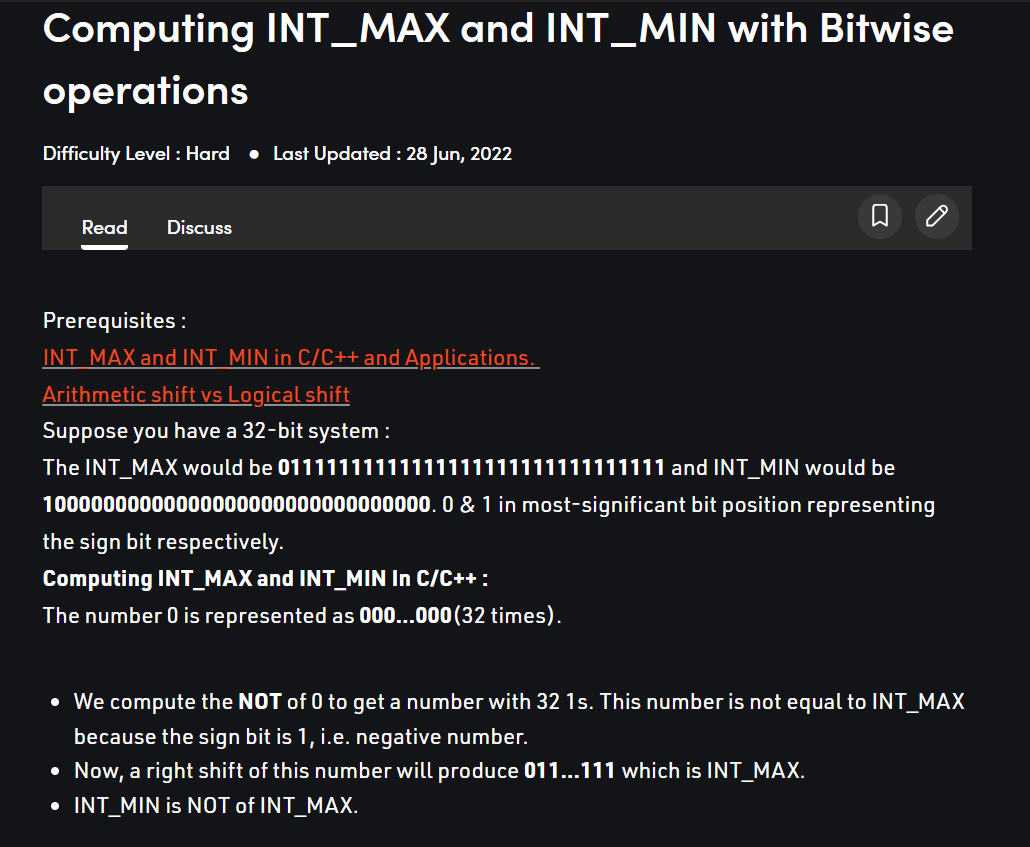 Computing INT_MAX and INT_MIN with Bitwise
operations
Difficulty Level : Hard ● Last Updated : 28 Jun, 2022
Read Discuss
Prerequisites :
INT_MAX and INT_MIN in C/C++ and Applications.
Arithmetic shift vs Logical shift
Suppose you have a 32-bit system :
The INT_MAX would be 01111111111111111111111111111111 and INT_MIN would be
10000000000000000000000000000000. 0 & 1 in most-significant bit position representing
the sign bit respectively.
Computing INT_MAX and INT_MIN In C/C++ :
The number 0 is represented as 000...000(32 times).
• We compute the NOT of 0 to get a number with 32 1s. This number is not equal to INT_MAX
because the sign bit is 1, i.e. negative number.
• Now, a right shift of this number will produce 011...111 which is INT_MAX.
• INT_MIN is NOT of INT_MAX.